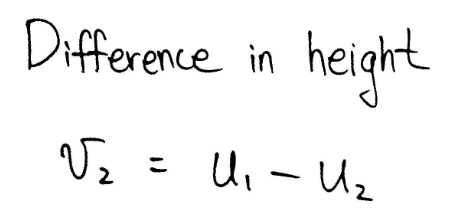 Difference in height
v₂ = u₁ - u₂